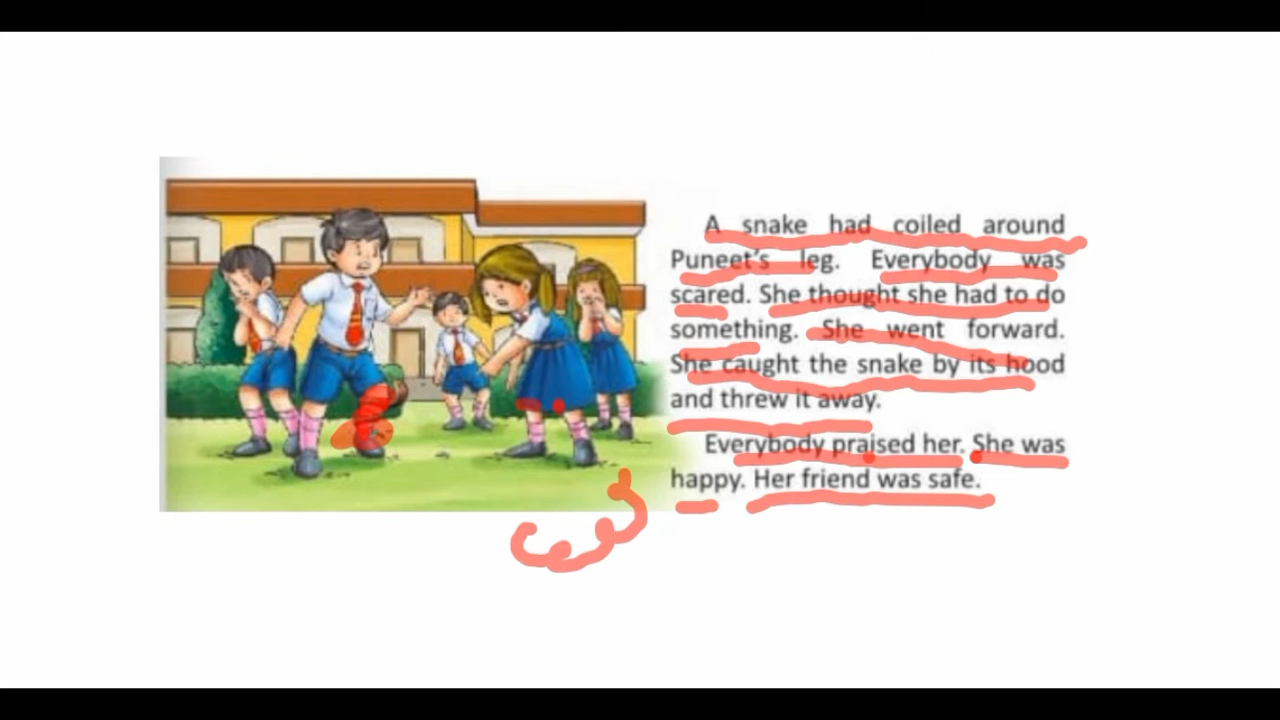 A snake had coiled around
Puneet's leg. Everybody was
scared. She thought she had to do
something. She went forward.
She caught the snake by its hood
and threw it away.
Everybody praised her. She was
happy. Her friend was safe.